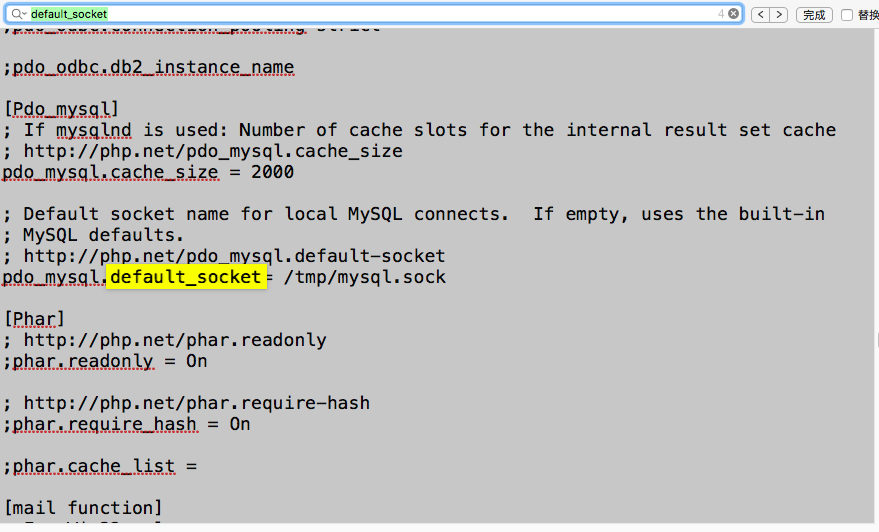 default_socket 4 < > 完成 替换
;pdo_odbc.db2_instance_name
[Pdo_mysql]
; If mysqlnd is used: Number of cache slots for the internal result set cache
; http://php.net/pdo_mysql.cache_size
pdo_mysql.cache_size = 2000
; Default socket name for local MySQL connects.  If empty, uses the built-in
; MySQL defaults.
; http://php.net/pdo_mysql.default-socket
pdo_mysql.default_socket= /tmp/mysql.sock
[Phar]
; http://php.net/phar.readonly
;phar.readonly = On
; http://php.net/phar.require-hash
;phar.require_hash = On
;phar.cache_list =
[mail function]